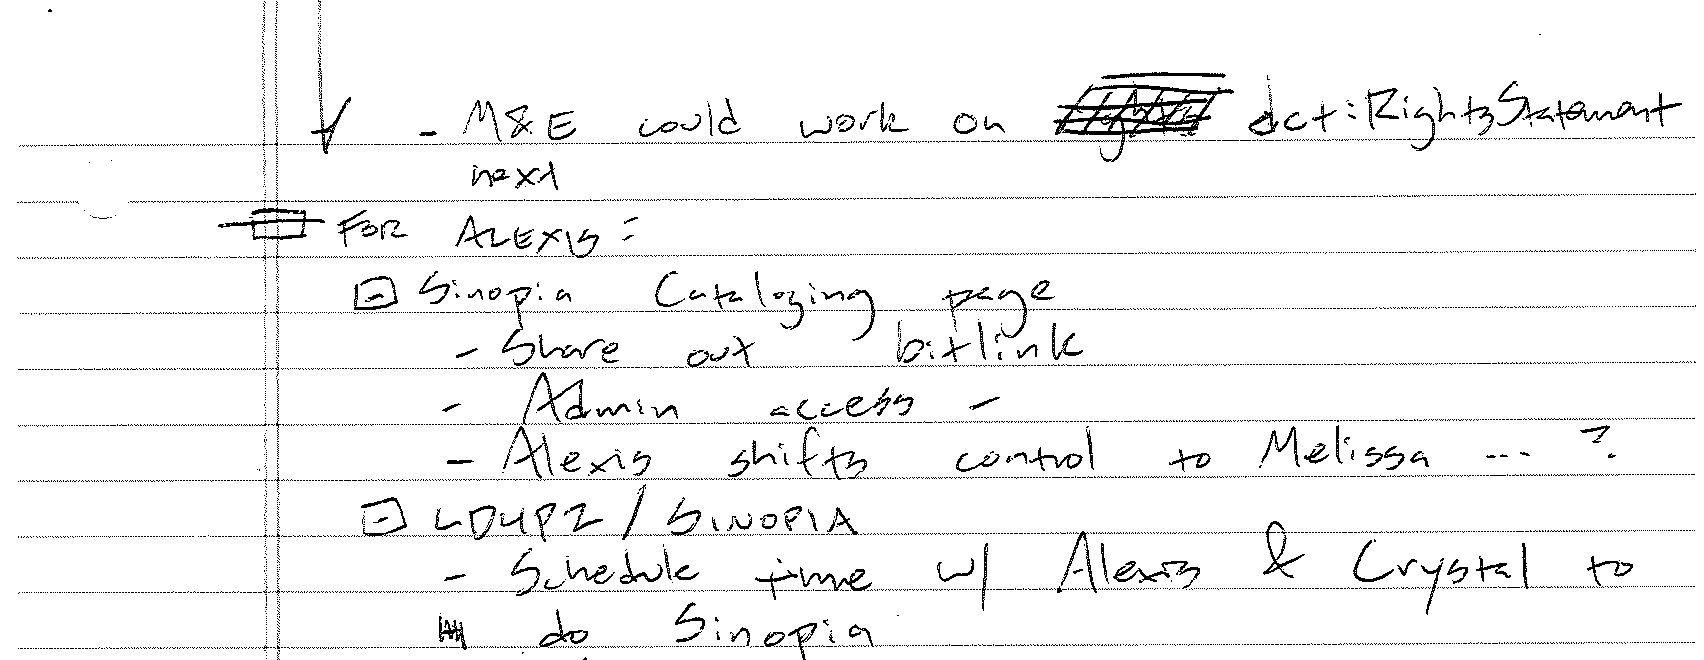 - M&E could work on dct:RightsStatement
next
FOR ALEXIS:
Sinopia Cataloging page
- Share out bitlink
- Admin access -
- Alexis shifts control to Melissa ... ?
LD4P2 / SINOPIA
- Schedule time w/ Alexis & Crystal to
do Sinopia